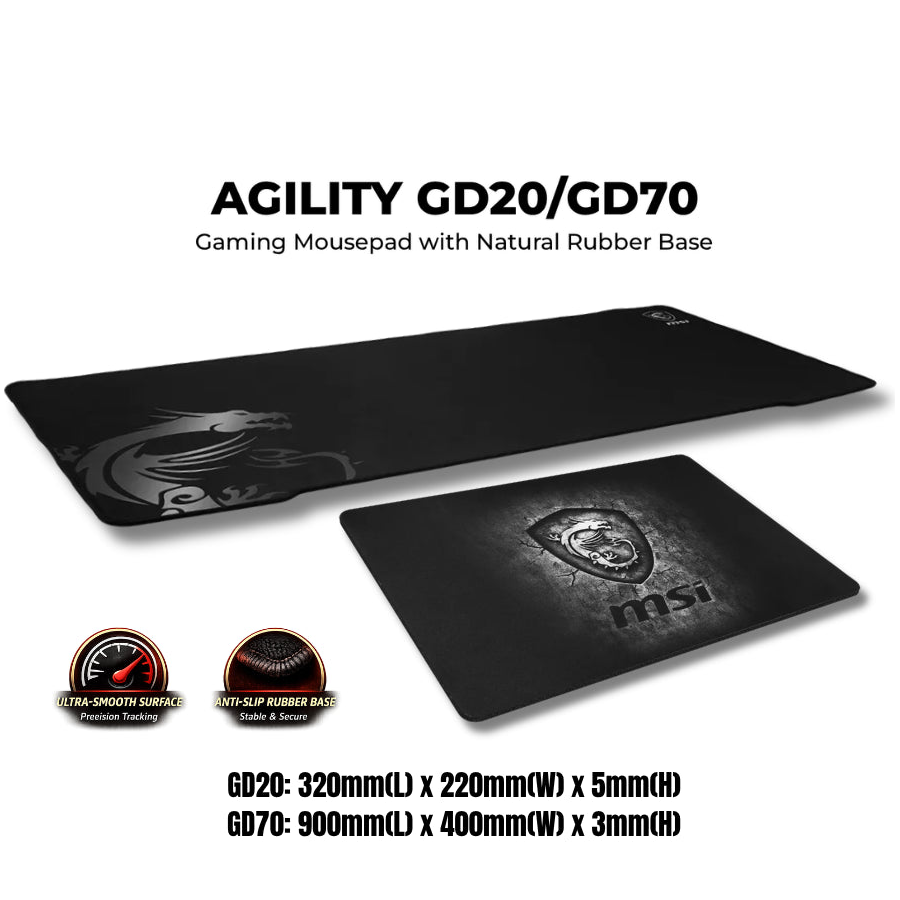 AGILITY GD20/GD70
Gaming Mousepad with Natural Rubber Base
msi
msi
ULTRA-SMOOTH SURFACE
Preeision Tracking
ANTI-SLIP RUBBER BASE
Stable & Secure
GD20: 320mm(L) x 220mm(W) x 5mm(H)
GD70: 900mm(L) x 400mm(W) x 3mm(H)